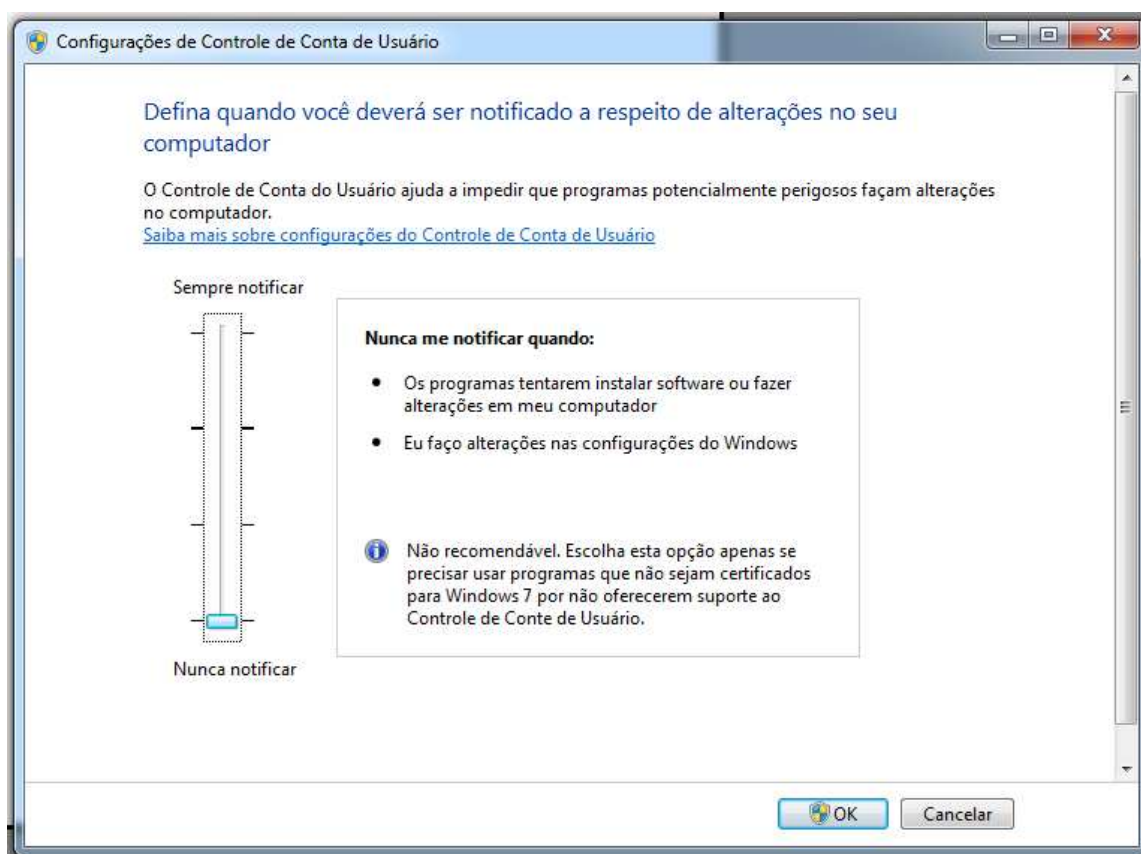 Configurações de Controle de Conta de Usuário
Defina quando você deverá ser notificado a respeito de alterações no seu
computador
O Controle de Conta do Usuário ajuda a impedir que programas potencialmente perigosos façam alterações
no computador.
Saiba mais sobre configurações do Controle de Conta de Usuário
Sempre notificar
Nunca me notificar quando:
• Os programas tentarem instalar software ou fazer
alterações em meu computador
• Eu faço alterações nas configurações do Windows
Não recomendável. Escolha esta opção apenas se
precisar usar programas que não sejam certificados
para Windows 7 por não oferecerem suporte ao
Controle de Conte de Usuário.
Nunca notificar
OK
Cancelar